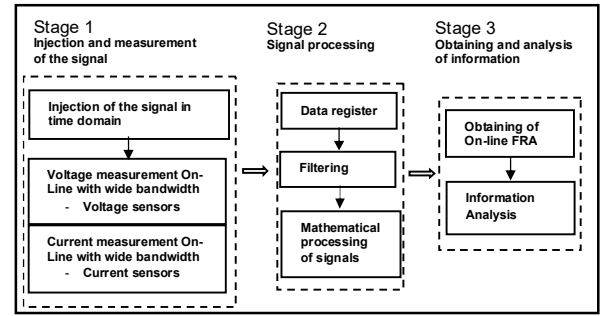 Stage 1
Injection and measurement
of the signal
Injection of the signal in
time domain
Voltage measurement On-
Line with wide bandwidth
- Voltage sensors
Current measurement On-
Line with wide bandwidth
- Current sensors
Stage 2
Signal processing
Data register
Filtering
Mathematical
processing
of signals
Stage 3
Obtaining and analysis
of information
Obtaining of
On-line FRA
Information
Analysis